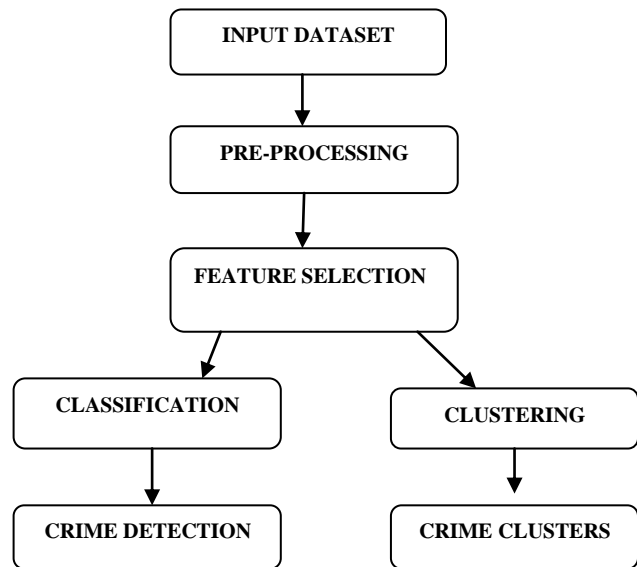 INPUT DATASET
PRE-PROCESSING
FEATURE SELECTION
CLASSIFICATION
CLUSTERING
CRIME DETECTION
CRIME CLUSTERS